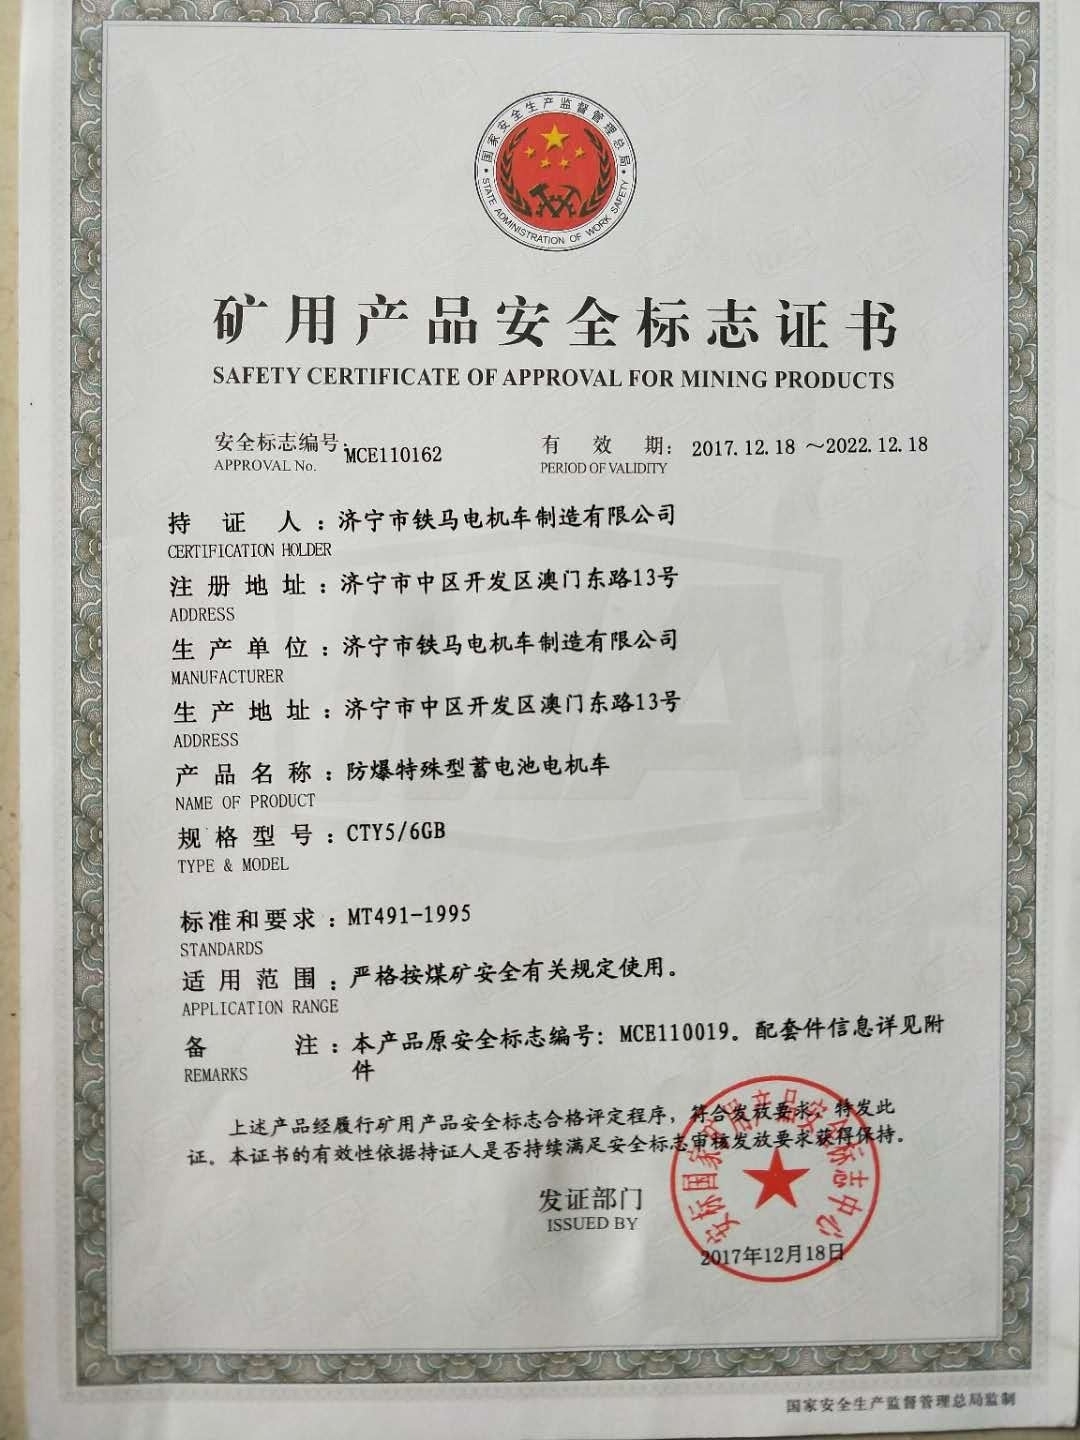 国家安全生产监督管理总局
STATE ADMINISTRATION OF WORK SAFETY
矿用产品安全标志证书
SAFETY CERTIFICATE OF APPROVAL FOR MINING PRODUCTS
安全标志编号: MCE110162 有效期: 2017.12.18 ~2022.12.18
APPROVAL No. PERIOD OF VALIDITY
持证人:济宁市铁马电机车制造有限公司
CERTIFICATION HOLDER
注册地址:济宁市中区开发区澳门东路13号
ADDRESS
生产单位:济宁市铁马电机车制造有限公司
MANUFACTURER
生产地址:济宁市中区开发区澳门东路13号
ADDRESS
产品名称:防爆特殊型蓄电池电机车
NAME OF PRODUCT
规格型号:CTY5/6GB
TYPE & MODEL
标准和要求:MT491-1995
STANDARDS
适用范围:严格按煤矿安全有关规定使用。
APPLICATION RANGE
备注:本产品原安全标志编号: MCE110019。配套件信息详见附
REMARKS 件
上述产品经履行矿用产品安全标志合格评定程序,符合发放要求,特发此
证。本证书的有效性依据持证人是否持续满足安全标志审核发放要求获得保持。
发证部门
ISSUED BY
安标国家矿用产品安全标志中心
2017年12月18日
国家安全生产监督管理总局监制